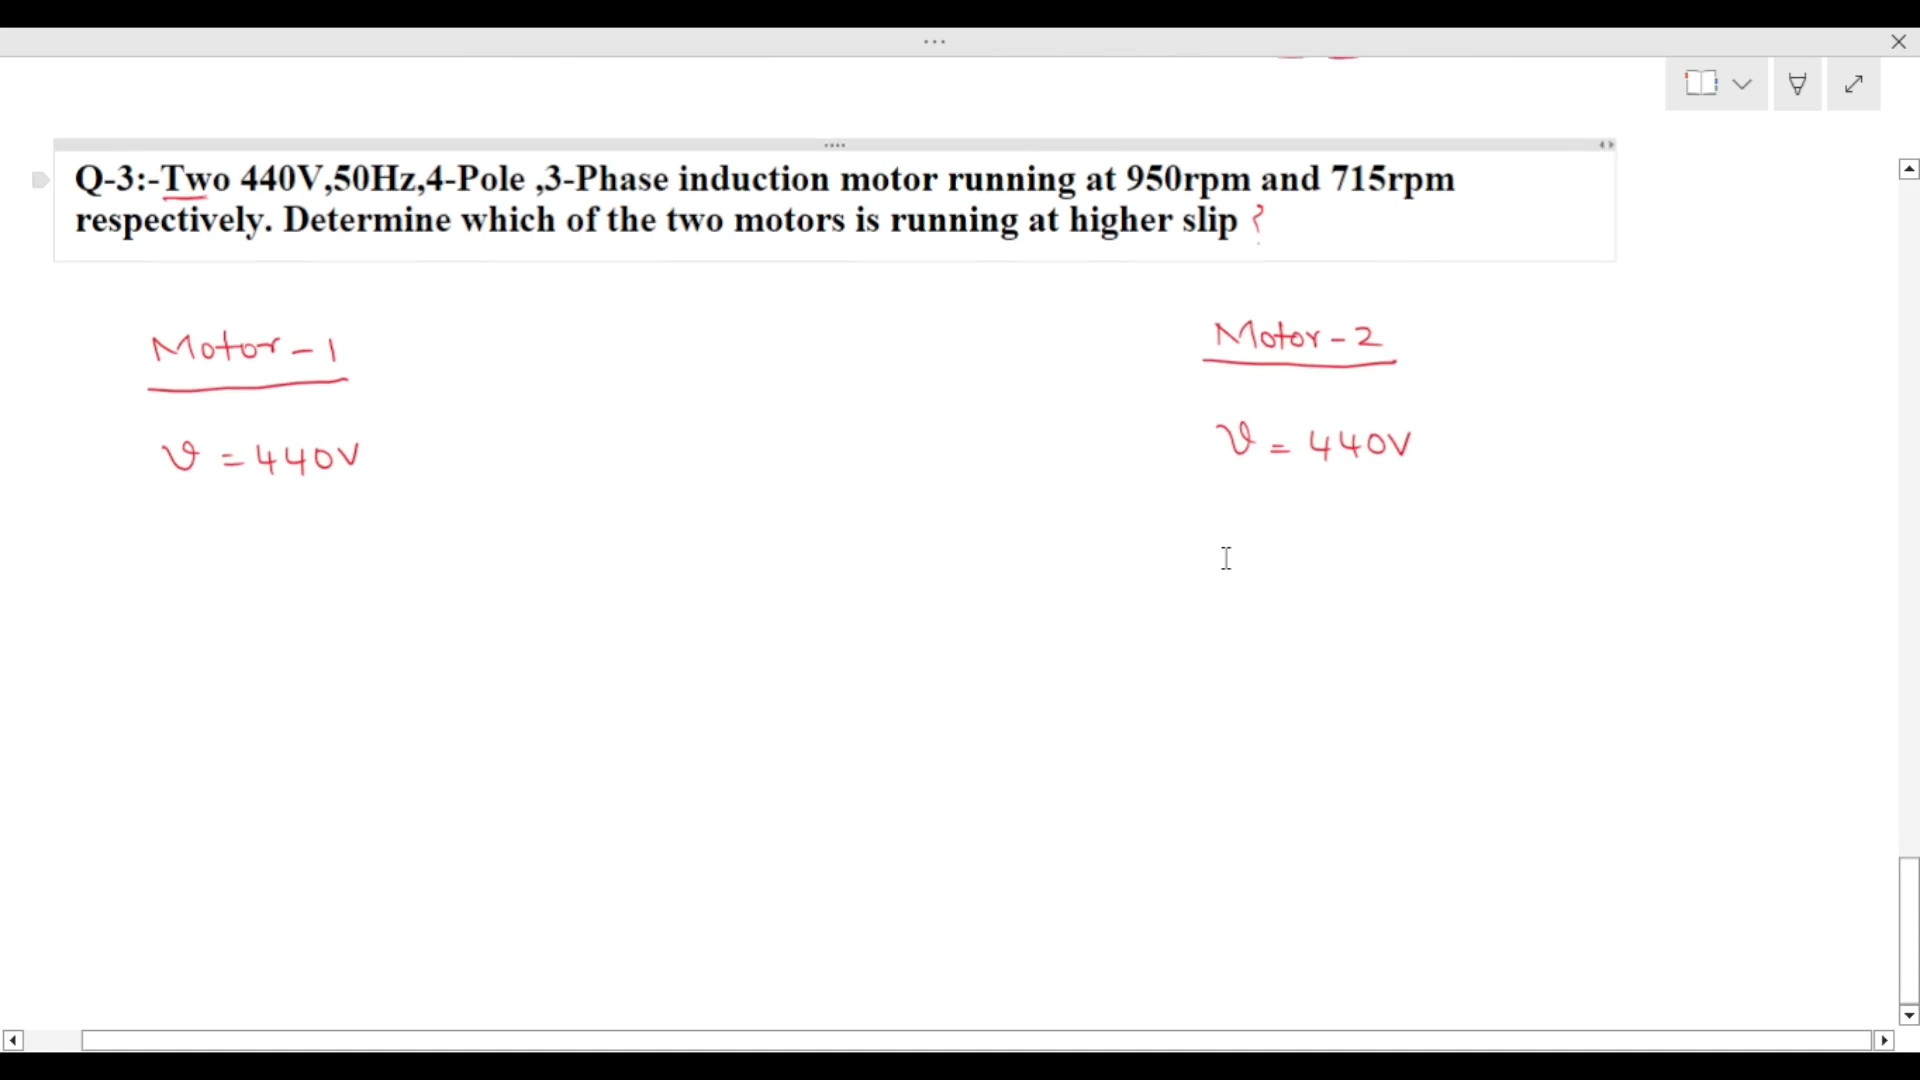 Q-3:-Two 440V,50Hz,4-Pole ,3-Phase induction motor running at 950rpm and 715rpm
respectively. Determine which of the two motors is running at higher slip ?
Motor-1
Motor-2
V = 440V
V = 440V